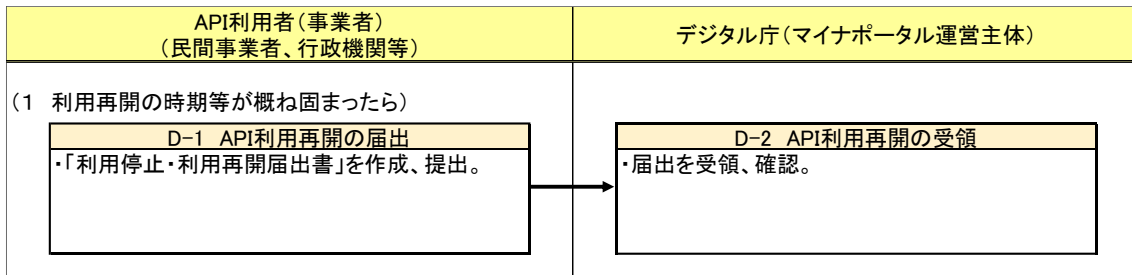 API利用者（事業者）
（民間事業者、行政機関等）
デジタル庁（マイナポータル運営主体）
（１　利用再開の時期等が概ね固まったら）
D-1　API利用再開の届出
・「利用停止・利用再開届出書」を作成、提出。
D-2　API利用再開の受領
・届出を受領、確認。